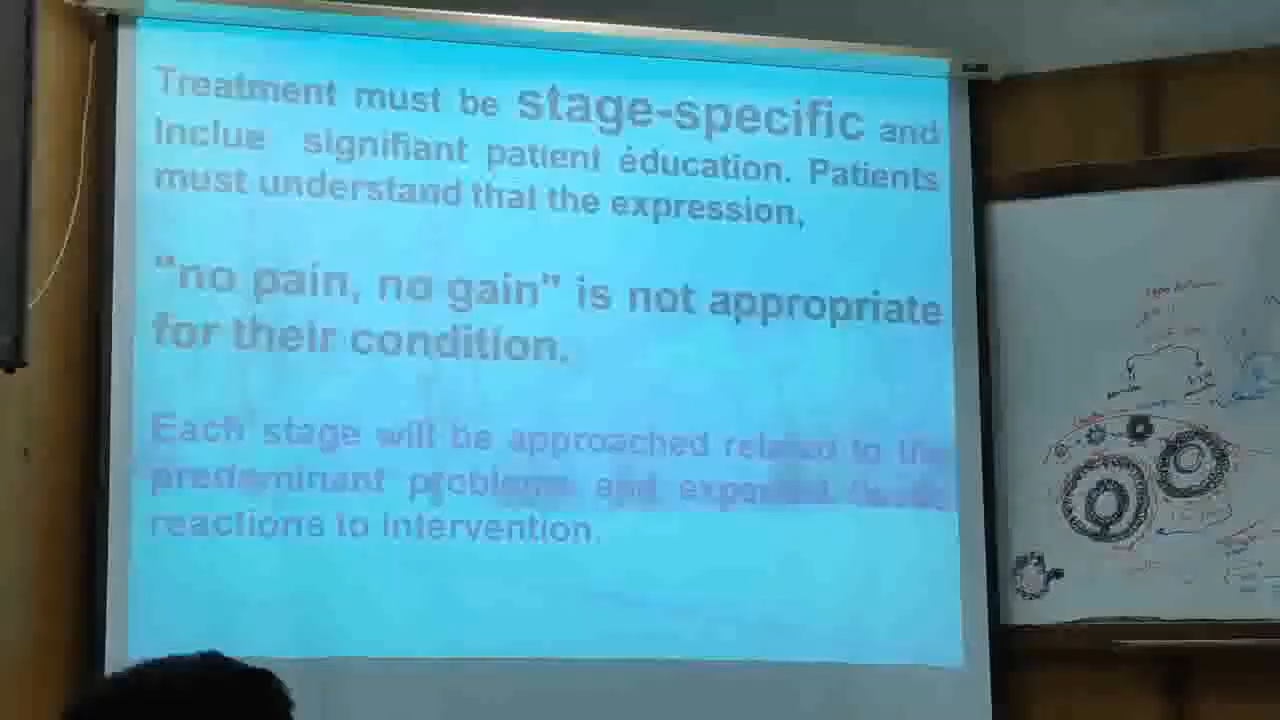 Treatment must be stage-specific and
Inclue signifiant patient education. Patients
must understand that the expression,
"no pain, no gain" is not appropriate
for their condition.
Each stage will be approached related to the
predominant problems and expected
reactions to intervention.